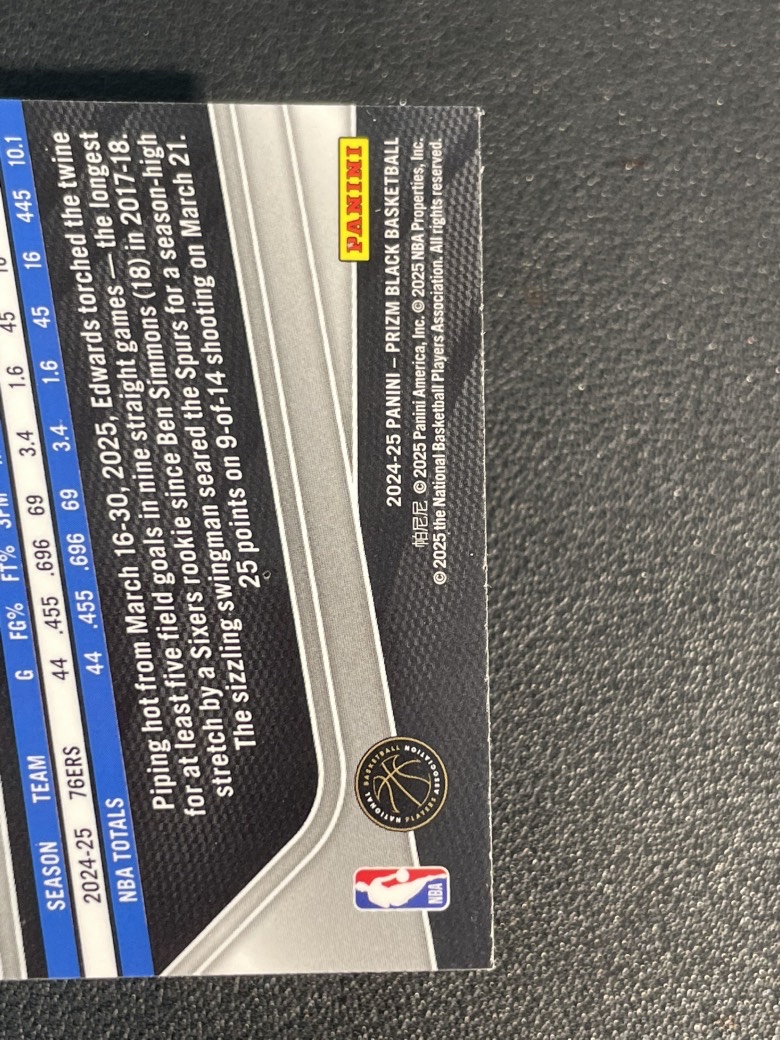 SEASON TEAM G FG% FT% 3PM
2024-25 76ERS 44 .455 .696 69 3.4 1.6 45 16
NBA TOTALS 44 .455 .696 69 3.4 1.6 45 16 445 10.1
Piping hot from March 16-30, 2025, Edwards torched the twine
for at least five field goals in nine straight games — the longest
stretch by a Sixers rookie since Ben Simmons (18) in 2017-18.
The sizzling swingman seared the Spurs for a season-high
25 points on 9-of-14 shooting on March 21.
PANINI
2024-25 PANINI – PRIZM BLACK BASKETBALL
帕尼尼 © 2025 Panini America, Inc. © 2025 NBA Properties, Inc.
© 2025 the National Basketball Players Association. All rights reserved.
NATIONAL BASKETBALL PLAYERS ASSOCIATION
NBA